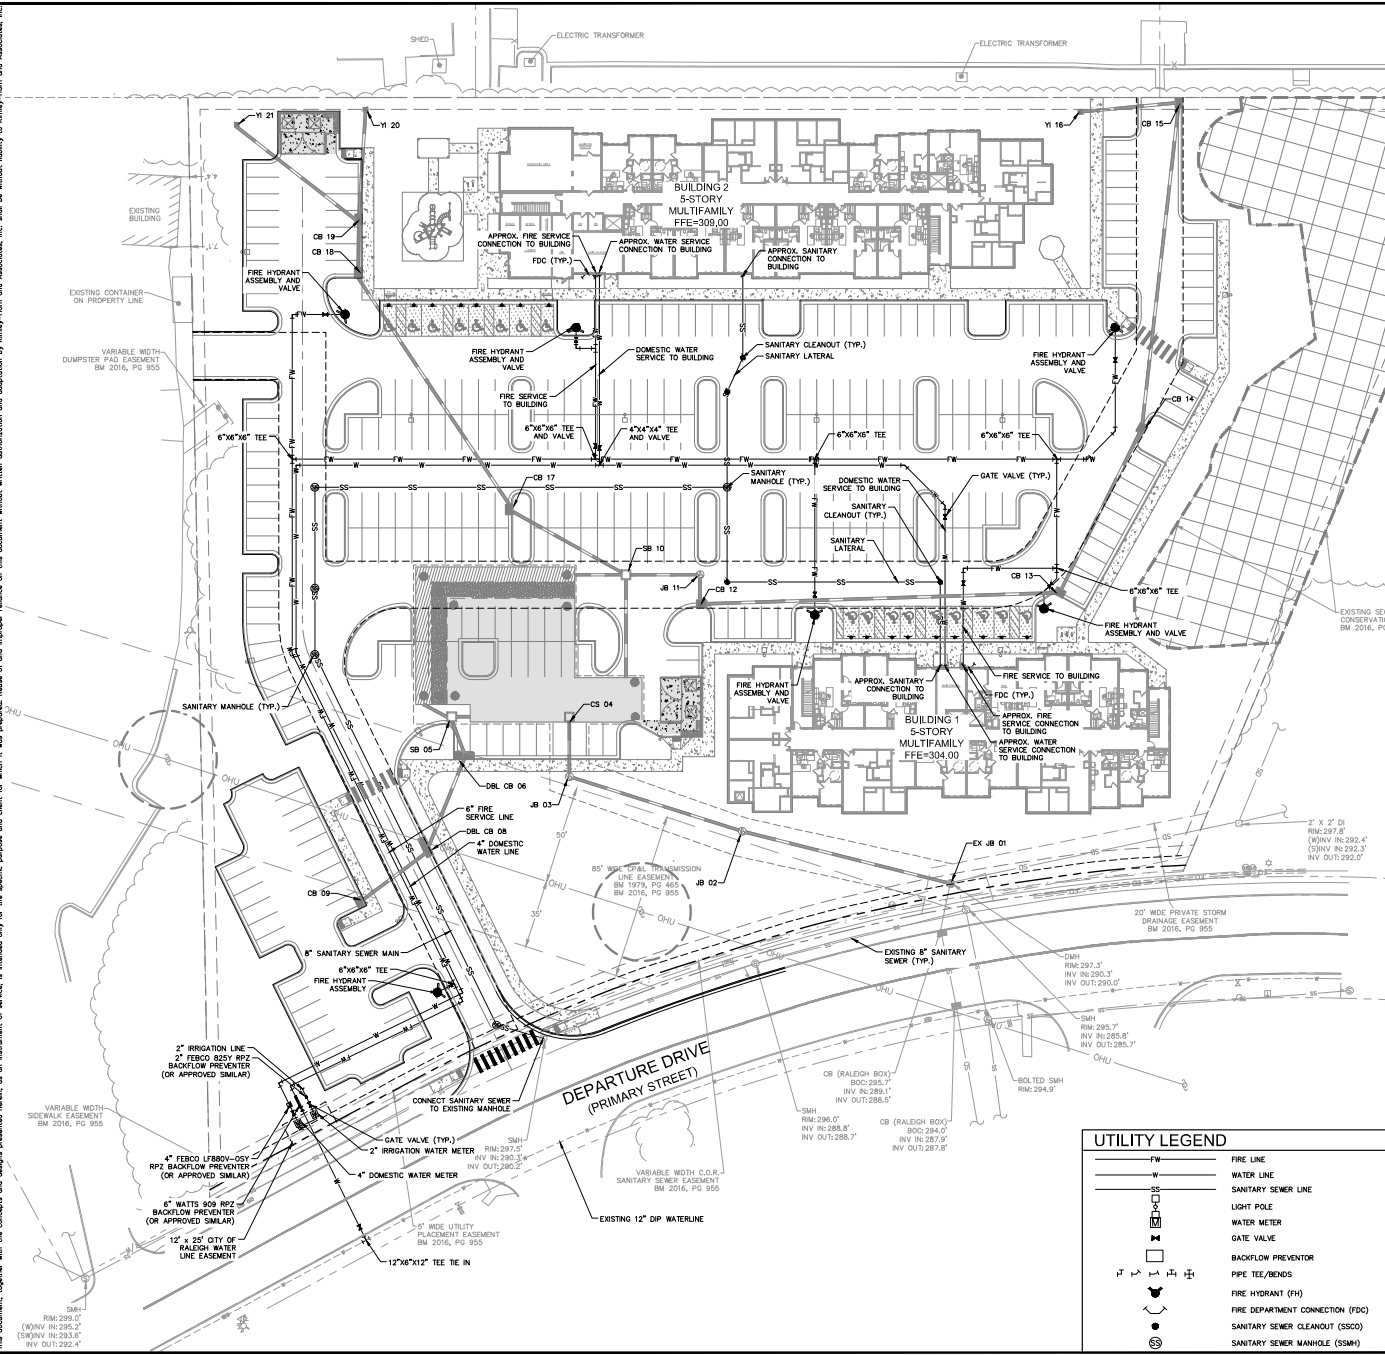 SHED
ELECTRIC TRANSFORMER
ELECTRIC TRANSFORMER
YI 21
YI 20
YI 16
CB 15
EXISTING
BUILDING
CB 19
CB 18
BUILDING 2
5-STORY
MULTIFAMILY
FFE=309.00
APPROX. FIRE SERVICE
CONNECTION TO BUILDING
FDC (TYP.)
APPROX. WATER SERVICE
CONNECTION TO BUILDING
APPROX. SANITARY
CONNECTION TO
BUILDING
FIRE HYDRANT
ASSEMBLY AND
VALVE
EXISTING CONTAINER
ON PROPERTY LINE
VARIABLE WIDTH
DUMPSTER PAD EASEMENT
BM 2016, PG 955
FIRE HYDRANT
ASSEMBLY AND
VALVE
DOMESTIC WATER
SERVICE TO BUILDING
SANITARY CLEANOUT (TYP.)
SANITARY LATERAL
FIRE HYDRANT
ASSEMBLY AND
VALVE
FIRE SERVICE
TO BUILDING
CB 14
6"X6"X6" TEE
6"X6"X6" TEE
AND VALVE
4"X4"X4" TEE
AND VALVE
6"X6"X6" TEE
6"X6"X6" TEE
CB 17
SANITARY
MANHOLE (TYP.)
DOMESTIC WATER
SERVICE TO BUILDING
GATE VALVE (TYP.)
SANITARY
CLEANOUT (TYP.)
SANITARY
LATERAL
SB 10
JB 11
CB 12
CB 13
6"X6"X6" TEE
FIRE HYDRANT
ASSEMBLY AND VALVE
SANITARY MANHOLE (TYP.)
CS 04
SB 05
FIRE HYDRANT
ASSEMBLY AND
VALVE
APPROX. SANITARY
CONNECTION TO
BUILDING
FIRE SERVICE TO BUILDING
FDC (TYP.)
BUILDING 1
5-STORY
MULTIFAMILY
FFE=304.00
APPROX. FIRE
SERVICE CONNECTION
TO BUILDING
APPROX. WATER
SERVICE CONNECTION
TO BUILDING
DBL CB 06
JB 03
6" FIRE
SERVICE LINE
DBL CB 08
4" DOMESTIC
WATER LINE
50'
35'
85' WIDE CP&L TRANSMISSION
LINE EASEMENT
BM 1979, PG 465
BM 2016, PG 955
JB 02
EX JB 01
2' X 2' DI
RIM: 297.8'
(W)INV IN: 292.4'
(S)INV IN: 292.3'
INV OUT: 292.0'
CB 09
20' WIDE PRIVATE STORM
DRAINAGE EASEMENT
BM 2016, PG 955
8" SANITARY SEWER MAIN
6"X6"X6" TEE
FIRE HYDRANT
ASSEMBLY
EXISTING 8" SANITARY
SEWER (TYP.)
DMH
RIM: 297.3'
INV IN: 290.3'
INV OUT: 290.0'
SMH
RIM: 295.7'
INV IN: 285.8'
INV OUT: 285.7'
2" IRRIGATION LINE
2" FEBCO 825Y RPZ
BACKFLOW PREVENTER
(OR APPROVED SIMILAR)
DEPARTURE DRIVE
(PRIMARY STREET)
CB (RALEIGH BOX)
BOC: 295.7'
INV IN: 289.1'
INV OUT: 288.5'
BOLTED SMH
RIM: 294.9'
VARIABLE WIDTH
SIDEWALK EASEMENT
BM 2016, PG 955
CONNECT SANITARY SEWER
TO EXISTING MANHOLE
SMH
RIM: 296.0'
INV IN: 288.8'
INV OUT: 288.7'
CB (RALEIGH BOX)
BOC: 294.0'
INV IN: 287.9'
INV OUT: 287.8'
GATE VALVE (TYP.)
2" IRRIGATION WATER METER
SMH
RIM: 297.5'
INV IN: 290.3'
INV OUT: 290.2'
4" FEBCO LF880V-OSY
RPZ BACKFLOW PREVENTER
(OR APPROVED SIMILAR)
4" DOMESTIC WATER METER
VARIABLE WIDTH C.O.R.
SANITARY SEWER EASEMENT
BM 2016, PG 955
6" WATTS 909 RPZ
BACKFLOW PREVENTER
(OR APPROVED SIMILAR)
5' WIDE UTILITY
PLACEMENT EASEMENT
BM 2016, PG 955
EXISTING 12" DIP WATERLINE
12' x 25' CITY OF
RALEIGH WATER
LINE EASEMENT
12"X6"X12" TEE TIE IN
SMH
RIM: 299.0'
(W)INV IN: 295.2'
(SW)INV IN: 293.6'
INV OUT: 292.4'
UTILITY LEGEND
FW FIRE LINE
W WATER LINE
SS SANITARY SEWER LINE
LIGHT POLE
WATER METER
GATE VALVE
BACKFLOW PREVENTOR
PIPE TEE/BENDS
FIRE HYDRANT (FH)
FIRE DEPARTMENT CONNECTION (FDC)
SANITARY SEWER CLEANOUT (SSCO)
SANITARY SEWER MANHOLE (SSMH)